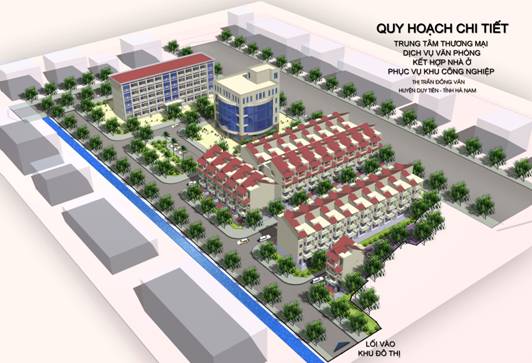 QUY HOẠCH CHI TIẾT
TRUNG TÂM THƯƠNG MẠI
DỊCH VỤ VĂN PHÒNG
KẾT HỢP NHÀ Ở
PHỤC VỤ KHU CÔNG NGHIỆP
THỊ TRẤN ĐỒNG VĂN
HUYỆN DUY TIÊN - TỈNH HÀ NAM
LỐI VÀO
KHU ĐÔ THỊ